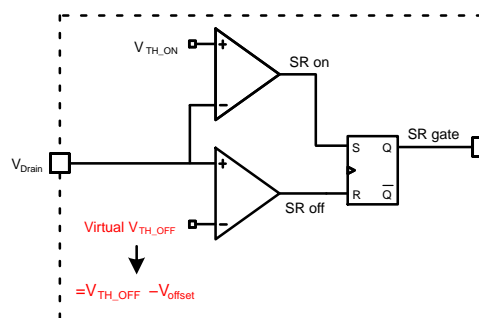 V_TH_ON
+
−
SR on
V_Drain
+
−
SR off
S Q
R Q̅
SR gate
Virtual V_TH_OFF
=V_TH_OFF −V_offset